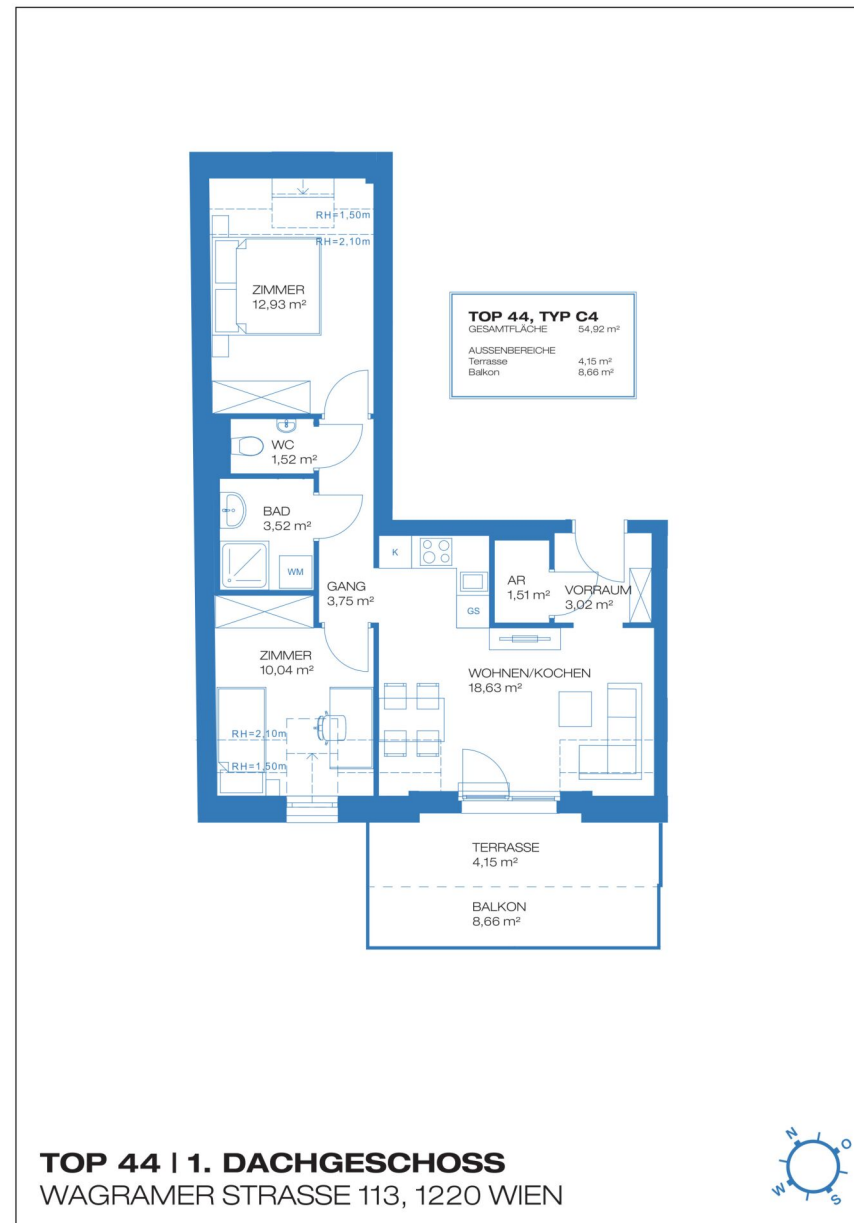 RH=1,50m
RH=2,10m
ZIMMER
12,93 m²
TOP 44, TYP C4
GESAMTFLÄCHE 54,92 m²
AUSSENBEREICHE
Terrasse 4,15 m²
Balkon 8,66 m²
WC
1,52 m²
BAD
3,52 m²
WM
GANG
3,75 m²
K
GS
AR
1,51 m²
VORRAUM
3,02 m²
ZIMMER
10,04 m²
WOHNEN/KOCHEN
18,63 m²
RH=2,10m
RH=1,50m
TERRASSE
4,15 m²
BALKON
8,66 m²
TOP 44 | 1. DACHGESCHOSS
WAGRAMER STRASSE 113, 1220 WIEN
N
O
W
S